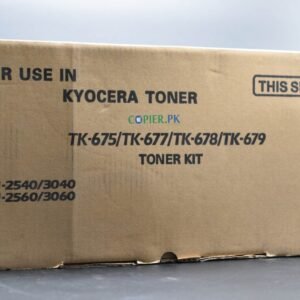 R USE IN
KYOCERA TONER
THIS S
COPIER.PK
TK-675/TK-677/TK-678/TK-679
TONER KIT
-2540/3040
-2560/3060